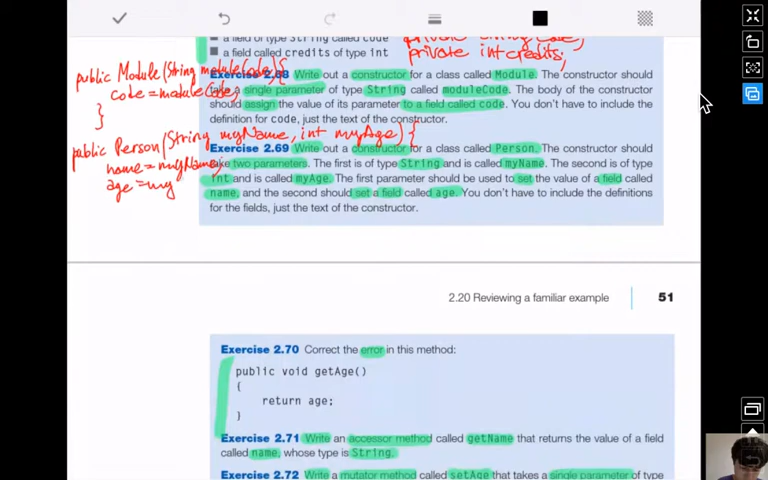 a field of type String called code
a field called credits of type int
private int credits;
public Module(String moduleCode){
code=moduleCode;
}
Exercise 2.68 Write out a constructor for a class called Module. The constructor should
take a single parameter of type String called moduleCode. The body of the constructor
should assign the value of its parameter to a field called code. You don't have to include the
definition for code, just the text of the constructor.
public Person(String myName, int myAge){
name=myName;
age=my
Exercise 2.69 Write out a constructor for a class called Person. The constructor should
take two parameters. The first is of type String and is called myName. The second is of type
int and is called myAge. The first parameter should be used to set the value of a field called
name, and the second should set a field called age. You don't have to include the definitions
for the fields, just the text of the constructor.
2.20 Reviewing a familiar example 51
Exercise 2.70 Correct the error in this method:
public void getAge()
{
return age;
}
Exercise 2.71 Write an accessor method called getName that returns the value of a field
called name, whose type is String.
Exercise 2.72 Write a mutator method called setAge that takes a single parameter of type